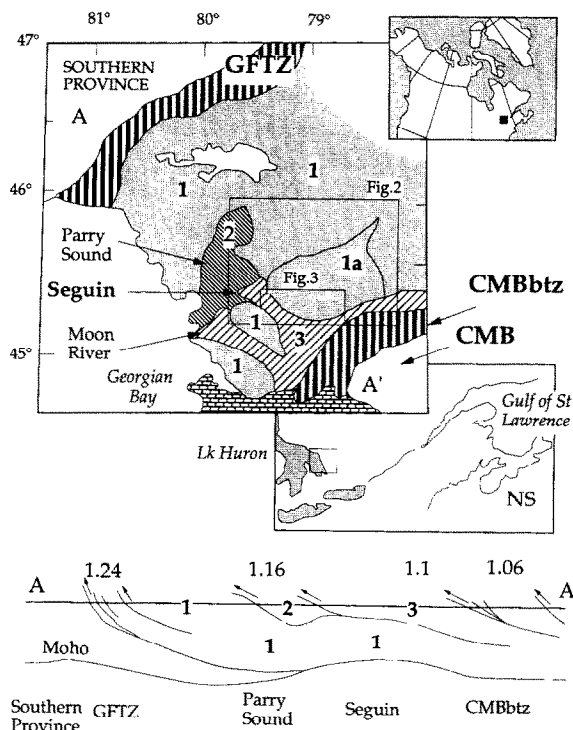 81° 80° 79°
47°
SOUTHERN
PROVINCE
GFTZ
A
1 1
46°
Fig.2
Parry
Sound
2
1a
Seguin
Fig.3
CMBbtz
1
3
Moon
River
CMB
45°
1
Georgian
Bay
A'
Gulf of St
Lawrence
Lk Huron
NS
1.24 1.16 1.1 1.06
A A
1 2 3
Moho 1 1
Southern
Province GFTZ Parry
Sound Seguin CMBbtz